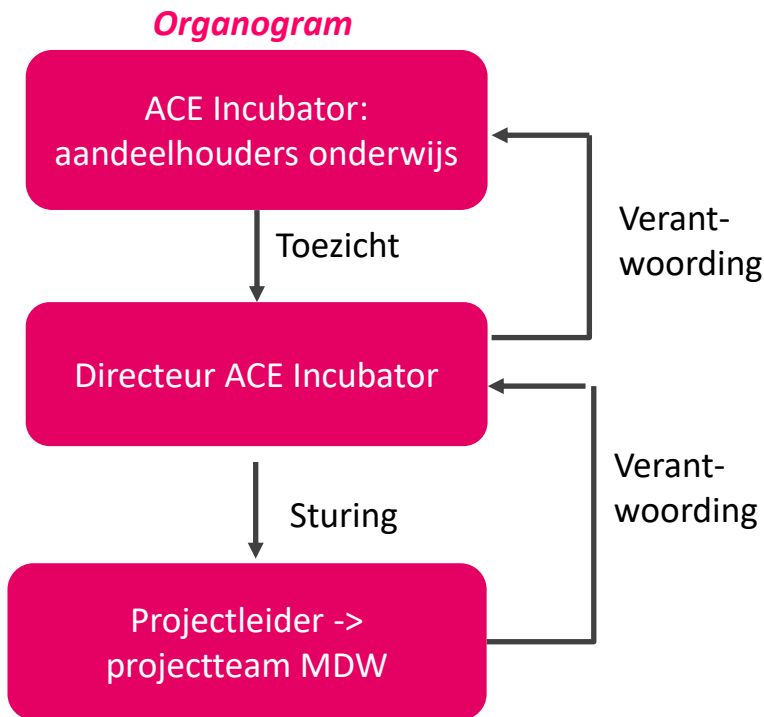 Organogram
ACE Incubator:
aandeelhouders onderwijs
Toezicht
Verant-
woording
Directeur ACE Incubator
Sturing
Verant-
woording
Projectleider ->
projectteam MDW